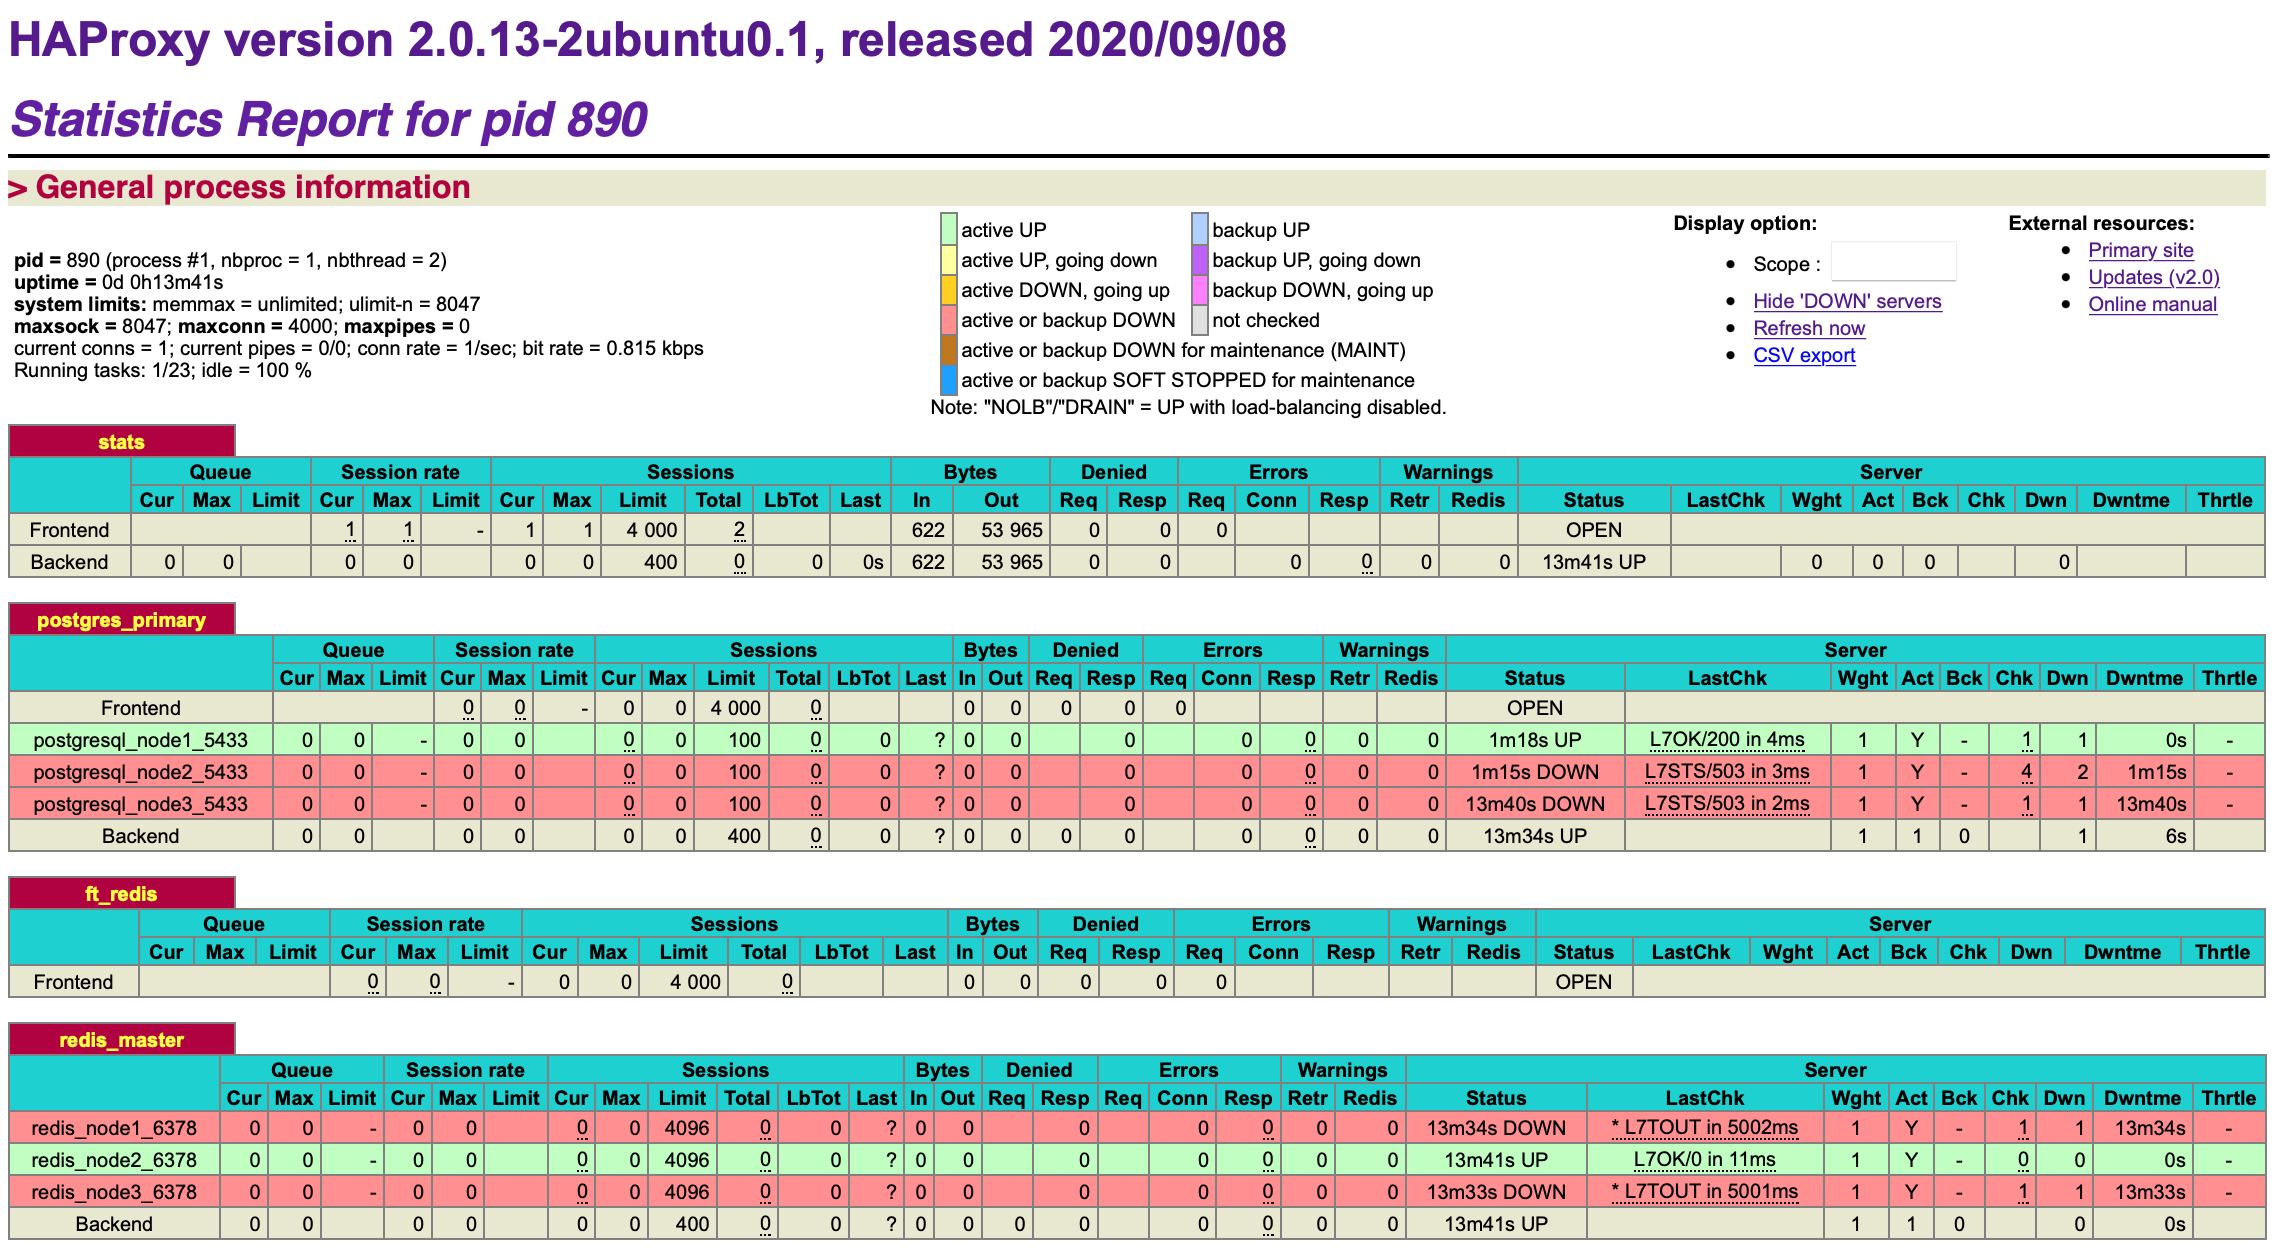 HAProxy version 2.0.13-2ubuntu0.1, released 2020/09/08
Statistics Report for pid 890
> General process information
pid = 890 (process #1, nbproc = 1, nbthread = 2)
uptime = 0d 0h13m41s
system limits: memmax = unlimited; ulimit-n = 8047
maxsock = 8047; maxconn = 4000; maxpipes = 0
current conns = 1; current pipes = 0/0; conn rate = 1/sec; bit rate = 0.815 kbps
Running tasks: 1/23; idle = 100 %
active UP backup UP
active UP, going down backup UP, going down
active DOWN, going up backup DOWN, going up
active or backup DOWN not checked
active or backup DOWN for maintenance (MAINT)
active or backup SOFT STOPPED for maintenance
Note: "NOLB"/"DRAIN" = UP with load-balancing disabled.
Display option:
• Scope :
• Hide 'DOWN' servers
• Refresh now
• CSV export
External resources:
• Primary site
• Updates (v2.0)
• Online manual
stats
Queue Session rate Sessions Bytes Denied Errors Warnings Server
Cur Max Limit Cur Max Limit Cur Max Limit Total LbTot Last In Out Req Resp Req Conn Resp Retr Redis Status LastChk Wght Act Bck Chk Dwn Dwntme Thrtle
Frontend 1 1 - 1 1 4 000 2 622 53 965 0 0 0 OPEN
Backend 0 0 0 0 0 0 400 0 0 0s 622 53 965 0 0 0 0 0 0 13m41s UP 0 0 0 0
postgres_primary
Queue Session rate Sessions Bytes Denied Errors Warnings Server
Cur Max Limit Cur Max Limit Cur Max Limit Total LbTot Last In Out Req Resp Req Conn Resp Retr Redis Status LastChk Wght Act Bck Chk Dwn Dwntme Thrtle
Frontend 0 0 - 0 0 4 000 0 0 0 0 0 0 OPEN
postgresql_node1_5433 0 0 - 0 0 0 0 100 0 0 ? 0 0 0 0 0 0 0 1m18s UP L7OK/200 in 4ms 1 Y - 1 1 0s -
postgresql_node2_5433 0 0 - 0 0 0 0 100 0 0 ? 0 0 0 0 0 0 0 1m15s DOWN L7STS/503 in 3ms 1 Y - 4 2 1m15s -
postgresql_node3_5433 0 0 - 0 0 0 0 100 0 0 ? 0 0 0 0 0 0 0 13m40s DOWN L7STS/503 in 2ms 1 Y - 1 1 13m40s -
Backend 0 0 0 0 0 0 400 0 0 ? 0 0 0 0 0 0 0 0 13m34s UP 1 1 0 1 6s
ft_redis
Queue Session rate Sessions Bytes Denied Errors Warnings Server
Cur Max Limit Cur Max Limit Cur Max Limit Total LbTot Last In Out Req Resp Req Conn Resp Retr Redis Status LastChk Wght Act Bck Chk Dwn Dwntme Thrtle
Frontend 0 0 - 0 0 4 000 0 0 0 0 0 0 OPEN
redis_master
Queue Session rate Sessions Bytes Denied Errors Warnings Server
Cur Max Limit Cur Max Limit Cur Max Limit Total LbTot Last In Out Req Resp Req Conn Resp Retr Redis Status LastChk Wght Act Bck Chk Dwn Dwntme Thrtle
redis_node1_6378 0 0 - 0 0 0 0 4096 0 0 ? 0 0 0 0 0 0 0 13m34s DOWN * L7TOUT in 5002ms 1 Y - 1 1 13m34s -
redis_node2_6378 0 0 - 0 0 0 0 4096 0 0 ? 0 0 0 0 0 0 0 13m41s UP L7OK/0 in 11ms 1 Y - 0 0 0s -
redis_node3_6378 0 0 - 0 0 0 0 4096 0 0 ? 0 0 0 0 0 0 0 13m33s DOWN * L7TOUT in 5001ms 1 Y - 1 1 13m33s -
Backend 0 0 0 0 0 0 400 0 0 ? 0 0 0 0 0 0 0 0 13m41s UP 1 1 0 0 0s